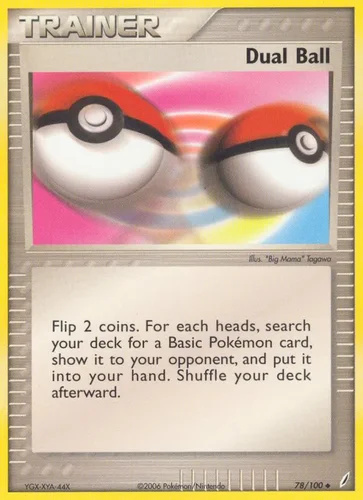 TRAINER
Dual Ball
Illus. "Big Mama" Tagawa
Flip 2 coins. For each heads, search
your deck for a Basic Pokémon card,
show it to your opponent, and put it
into your hand. Shuffle your deck
afterward.
YGX-XYA-44X
©2006 Pokémon/Nintendo
78/100 ◆